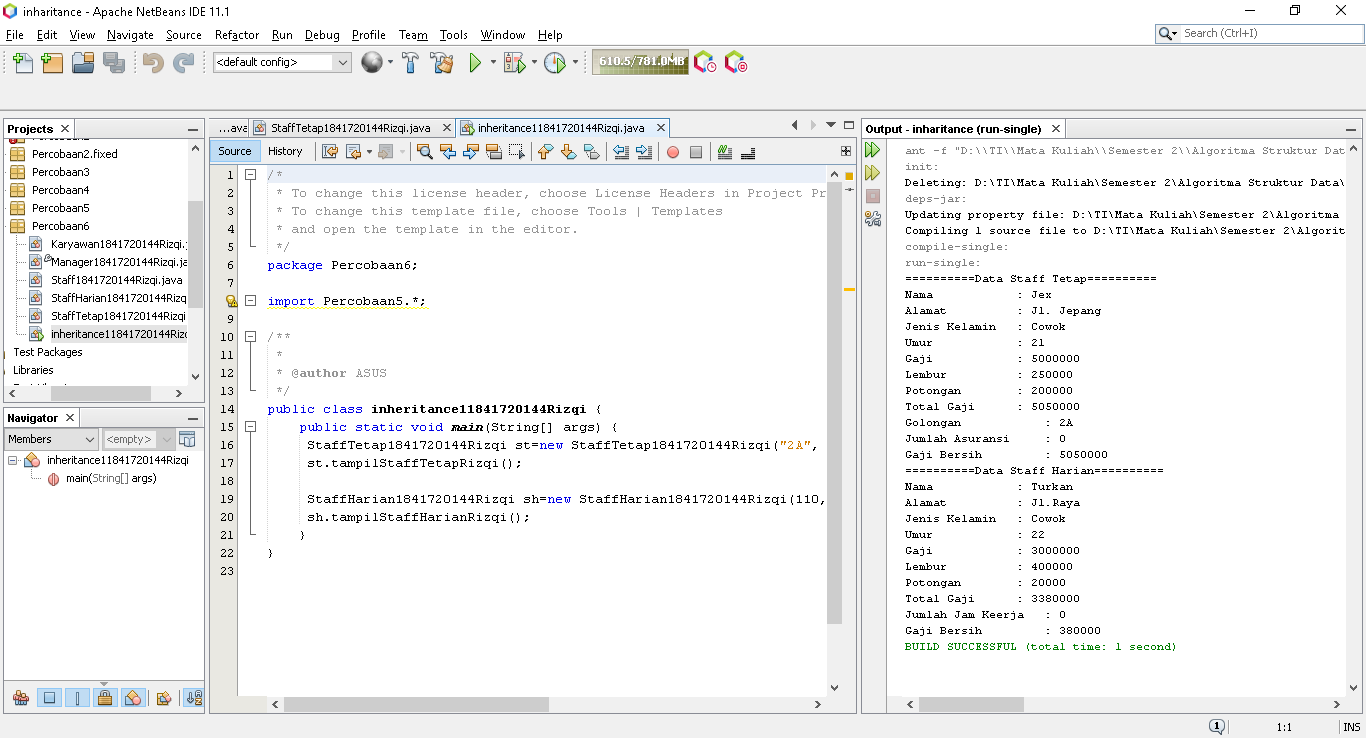 inharitance - Apache NetBeans IDE 11.1
File Edit View Navigate Source Refactor Run Debug Profile Team Tools Window Help
Search (Ctrl+I)
<default config>
610.5/781.0MB
Projects
Percobaan2.fixed
Percobaan3
Percobaan4
Percobaan5
Percobaan6
Karyawan1841720144Rizqi.j
Manager1841720144Rizqi.ja
Staff1841720144Rizqi.java
StaffHarian1841720144Rizq
StaffTetap1841720144Rizqi
inheritance11841720144Rizq
Test Packages
Libraries
Navigator
Members <empty>
inheritance11841720144Rizqi
main(String[] args)
...ava StaffTetap1841720144Rizqi.java inheritance11841720144Rizqi.java
Source History
1 /*
2 * To change this license header, choose License Headers in Project Pr
3 * To change this template file, choose Tools | Templates
4 * and open the template in the editor.
5 */
6 package Percobaan6;
7
import Percobaan5.*;
9
10 /**
11 *
12 * @author ASUS
13 */
14 public class inheritance11841720144Rizqi {
15 public static void main(String[] args) {
16 StaffTetap1841720144Rizqi st=new StaffTetap1841720144Rizqi("2A",
17 st.tampilStaffTetapRizqi();
18
19 StaffHarian1841720144Rizqi sh=new StaffHarian1841720144Rizqi(110,
20 sh.tampilStaffHarianRizqi();
21 }
22 }
23
Output - inharitance (run-single)
ant -f "D:\\TI\\Mata Kuliah\\Semester 2\\Algoritma Struktur Dat
init:
Deleting: D:\TI\Mata Kuliah\Semester 2\Algoritma Struktur Data\
deps-jar:
Updating property file: D:\TI\Mata Kuliah\Semester 2\Algoritma
Compiling 1 source file to D:\TI\Mata Kuliah\Semester 2\Algorit
compile-single:
run-single:
==========Data Staff Tetap==========
Nama : Jex
Alamat : Jl. Jepang
Jenis Kelamin : Cowok
Umur : 21
Gaji : 5000000
Lembur : 250000
Potongan : 200000
Total Gaji : 5050000
Golongan : 2A
Jumlah Asuransi : 0
Gaji Bersih : 5050000
==========Data Staff Harian==========
Nama : Turkan
Alamat : Jl.Raya
Jenis Kelamin : Cowok
Umur : 22
Gaji : 3000000
Lembur : 400000
Potongan : 20000
Total Gaji : 3380000
Jumlah Jam Keerja : 0
Gaji Bersih : 380000
BUILD SUCCESSFUL (total time: 1 second)
1 1:1 INS